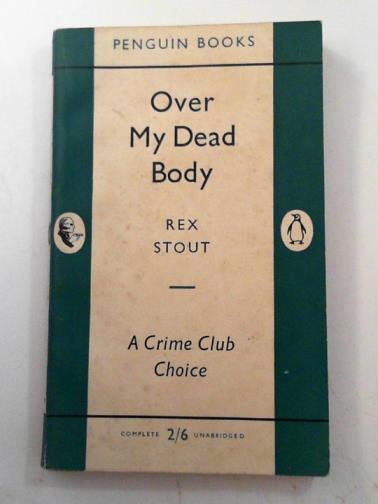 PENGUIN BOOKS
Over
My Dead
Body
REX
STOUT
A Crime Club
Choice
COMPLETE 2/6 UNABRIDGED